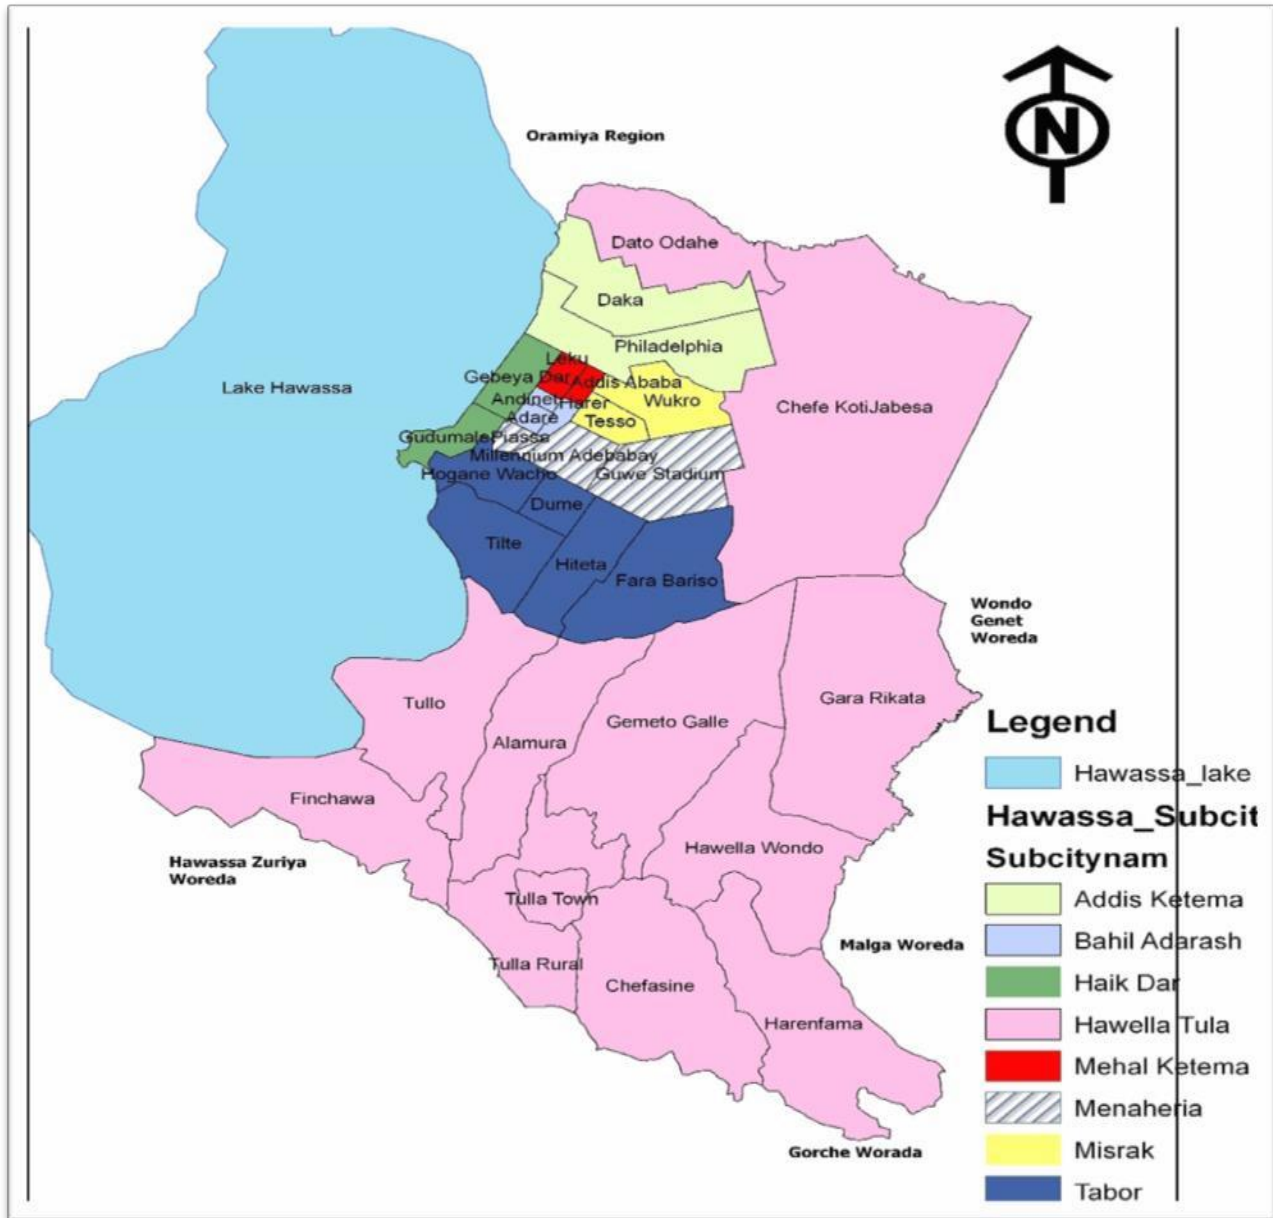 N
Oramiya Region
Dato Odahe
Daka
Philadelphia
Leku
Gebeya Dar
Addis Ababa
Lake Hawassa
Andinet
Harer
Wukro
Chefe KotiJabesa
Adare
Tesso
Gudumale
Piassa
Millennium Adebabay
Hogane Wacho
Guwe Stadium
Dume
Tilte
Hiteta
Fara Bariso
Wondo
Genet
Woreda
Tullo
Gemeto Galle
Gara Rikata
Alamura
Finchawa
Hawella Wondo
Hawassa Zuriya
Woreda
Tulla Town
Malga Woreda
Tulla Rural
Chefasine
Harenfama
Gorche Worada
Legend
Hawassa_lake
Hawassa_Subcit
Subcitynam
Addis Ketema
Bahil Adarash
Haik Dar
Hawella Tula
Mehal Ketema
Menaheria
Misrak
Tabor